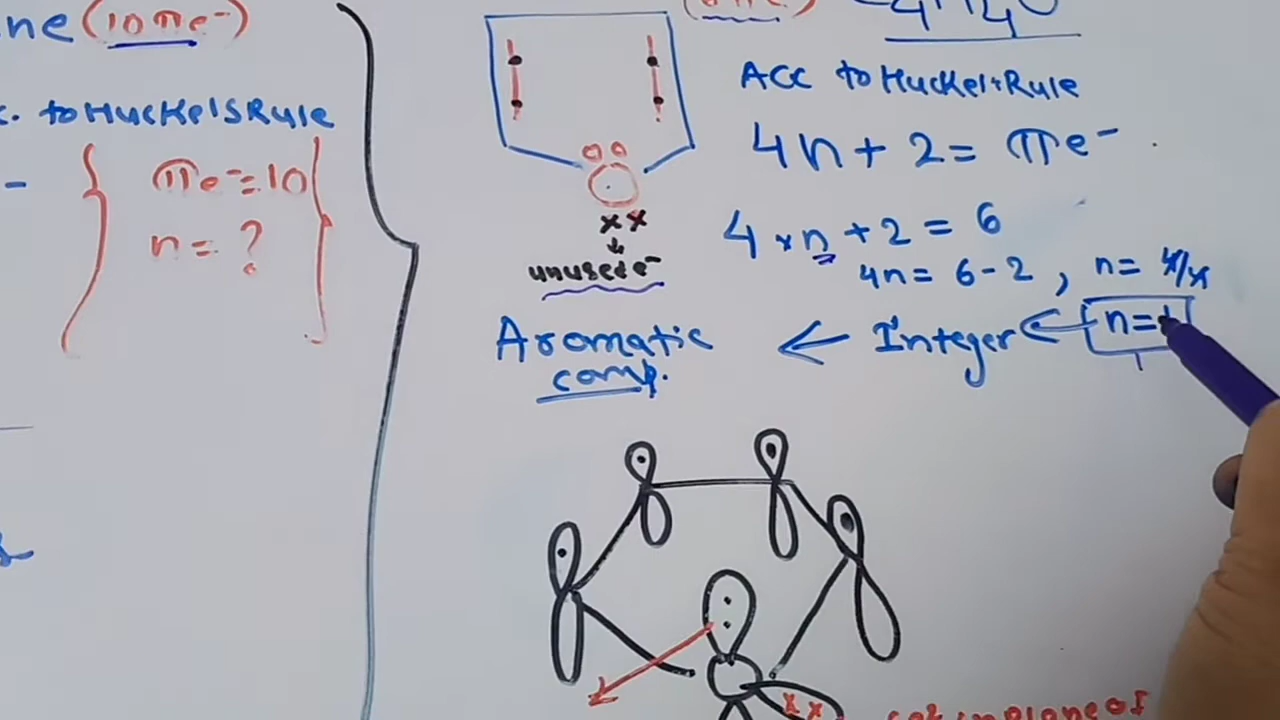 ne (10πe⁻)
c. to Huckel's Rule
πe⁻=10
n = ?
unused e⁻
Acc to Huckel's Rule
4n + 2 = πe⁻
4 × n + 2 = 6
4n = 6 - 2 , n = 4/4
n=1
Aromatic ← Integer ←
comp.